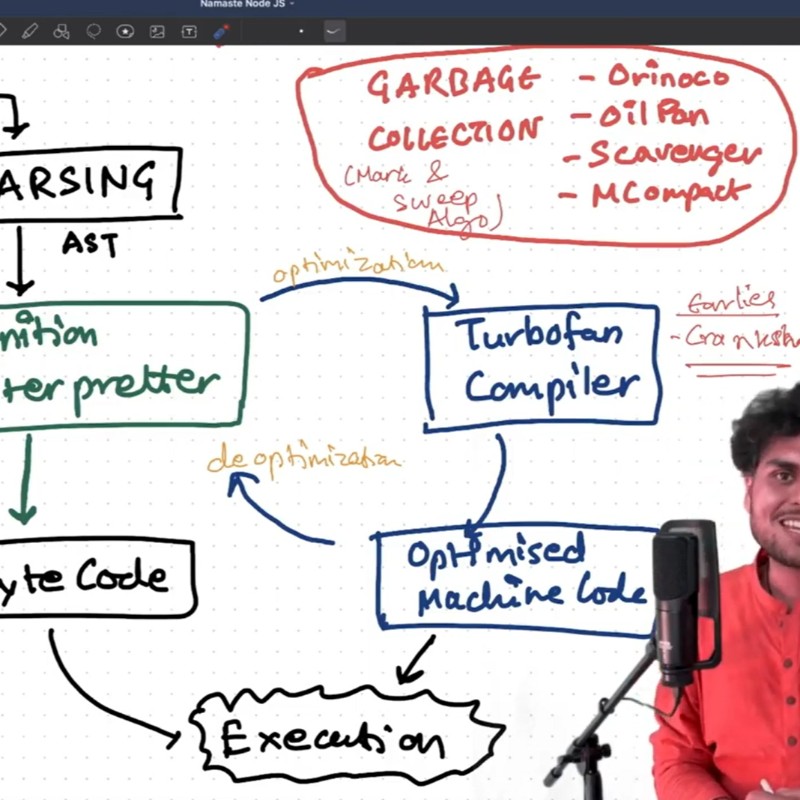 Namaste Node JS
GARBAGE
COLLECTION
(Mark &
Sweep
Algo)
- Orinoco
- Oil Pan
- Scavenger
- MCompact
ARSING
AST
optimization
nition
terpretter
Turbofan
Compiler
Earlier
- Cranksh
deoptimization
yte Code
Optimised
Machine Code
Execution